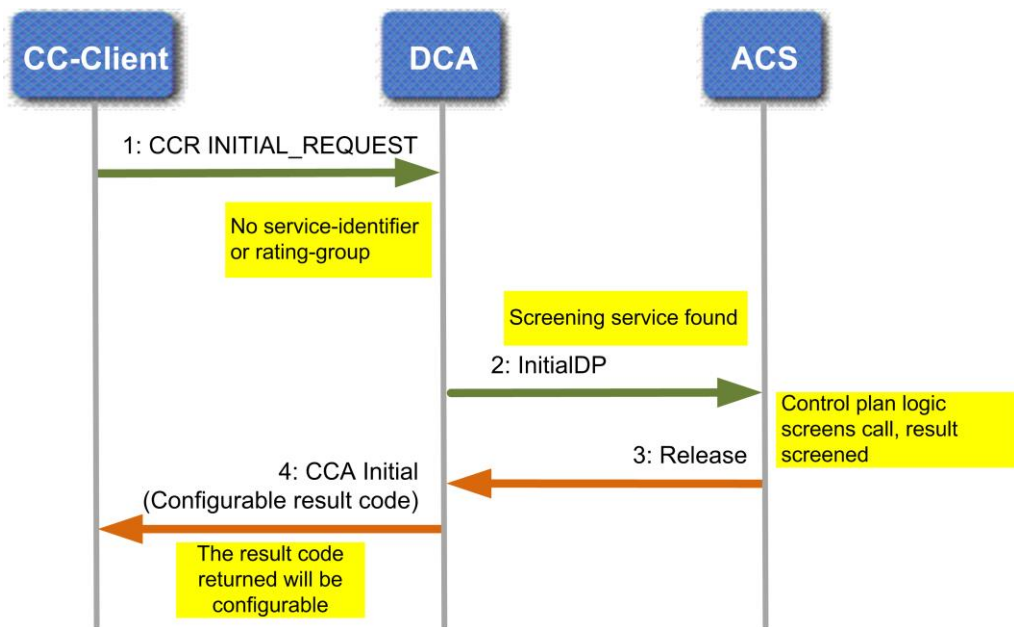 CC-Client
DCA
ACS
1: CCR INITIAL_REQUEST
No service-identifier
or rating-group
Screening service found
2: InitialDP
Control plan logic
screens call, result
screened
3: Release
4: CCA Initial
(Configurable result code)
The result code
returned will be
configurable